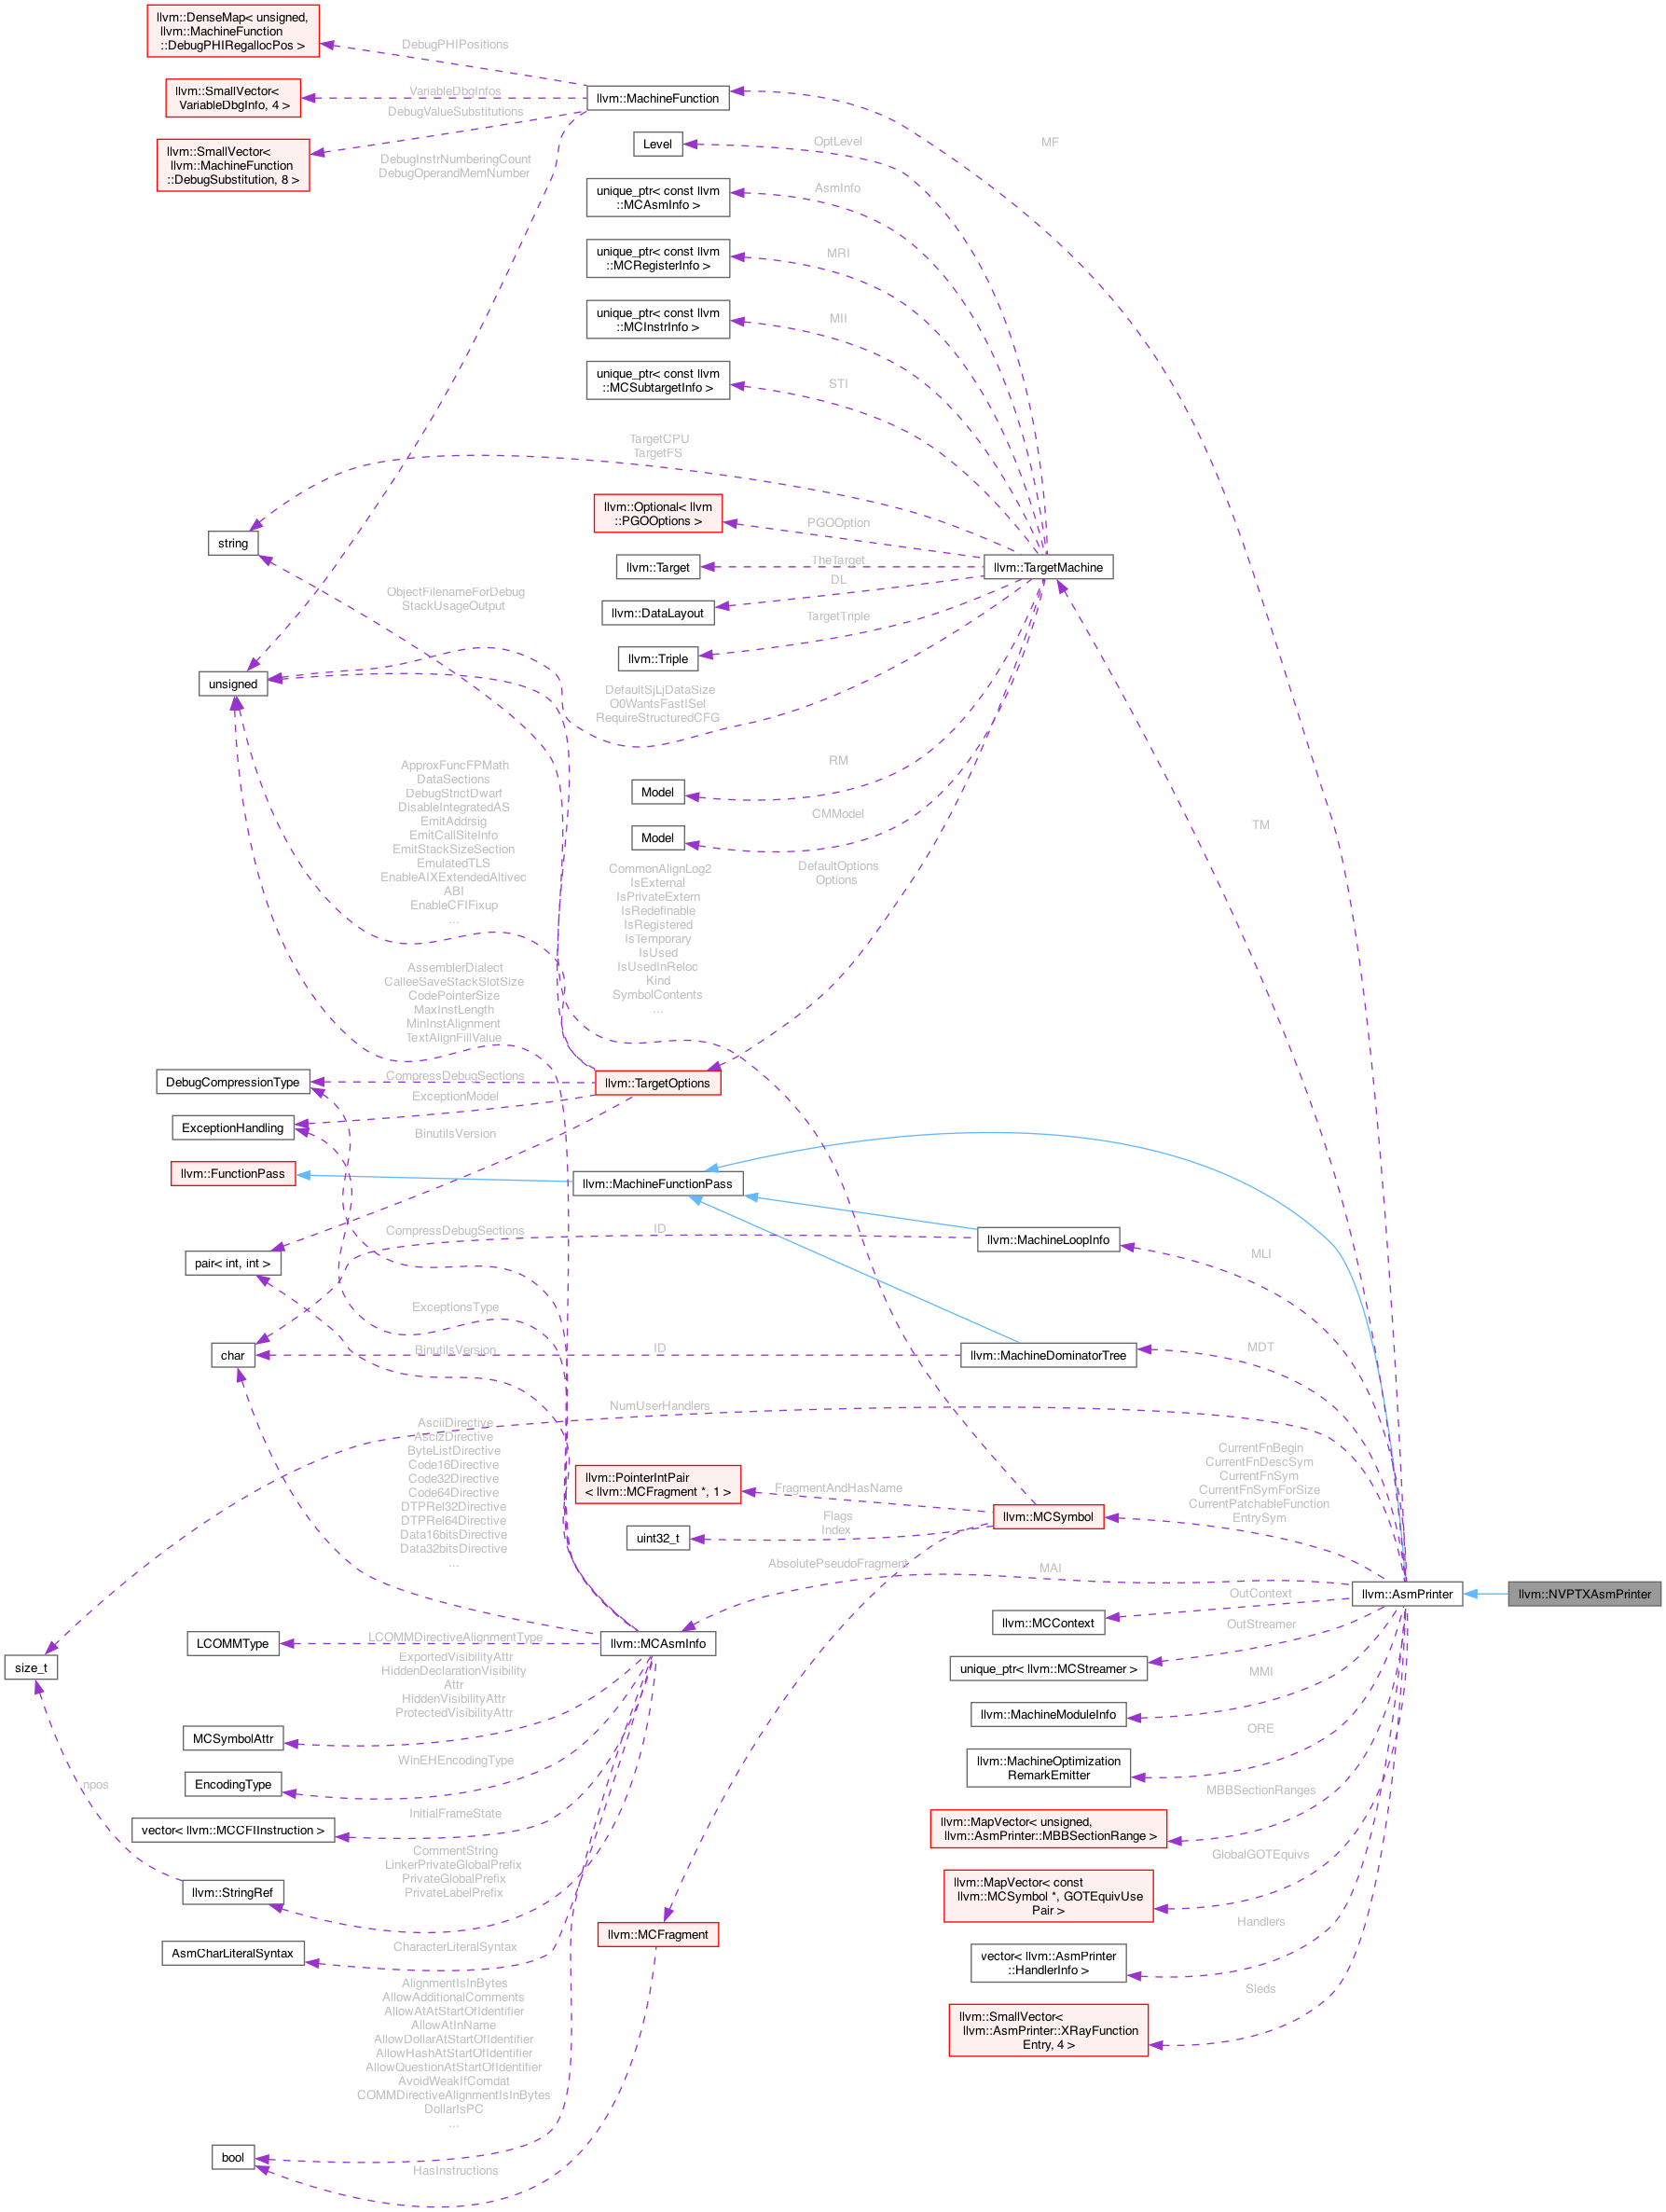 llvm::DenseMap< unsigned,
llvm::MachineFunction
::DebugPHIRegallocPos >
DebugPHIPositions
llvm::SmallVector<
VariableDbgInfo, 4 >
VariableDbgInfos
llvm::MachineFunction
DebugValueSubstitutions
llvm::SmallVector<
llvm::MachineFunction
::DebugSubstitution, 8 >
DebugInstrNumberingCount
DebugOperandMemNumber
Level
OptLevel
MF
unique_ptr< const llvm
::MCAsmInfo >
AsmInfo
unique_ptr< const llvm
::MCRegisterInfo >
MRI
unique_ptr< const llvm
::MCInstrInfo >
MII
unique_ptr< const llvm
::MCSubtargetInfo >
STI
TargetCPU
TargetFS
string
llvm::Optional< llvm
::PGOOptions >
PGOOption
llvm::Target
TheTarget
llvm::TargetMachine
DL
llvm::DataLayout
ObjectFilenameForDebug
StackUsageOutput
TargetTriple
llvm::Triple
unsigned
DefaultSjLjDataSize
O0WantsFastISel
RequireStructuredCFG
RM
Model
CMModel
Model
TM
ApproxFuncFPMath
DataSections
DebugStrictDwarf
DisableIntegratedAS
EmitAddrsig
EmitCallSiteInfo
EmitStackSizeSection
EmulatedTLS
EnableAIXExtendedAltivec
ABI
EnableCFIFixup
...
CommonAlignLog2
IsExternal
IsPrivateExtern
IsRedefinable
IsRegistered
IsTemporary
IsUsed
IsUsedInReloc
Kind
SymbolContents
...
DefaultOptions
Options
AssemblerDialect
CalleeSaveStackSlotSize
CodePointerSize
MaxInstLength
MinInstAlignment
TextAlignFillValue
DebugCompressionType
CompressDebugSections
llvm::TargetOptions
ExceptionModel
ExceptionHandling
BinutilsVersion
llvm::FunctionPass
llvm::MachineFunctionPass
CompressDebugSections
ID
llvm::MachineLoopInfo
MLI
pair< int, int >
ExceptionsType
char
BinutilsVersion
ID
llvm::MachineDominatorTree
MDT
NumUserHandlers
AsciiDirective
AscizDirective
ByteListDirective
Code16Directive
Code32Directive
Code64Directive
DTPRel32Directive
DTPRel64Directive
Data16bitsDirective
Data32bitsDirective
...
llvm::PointerIntPair
< llvm::MCFragment *, 1 >
FragmentAndHasName
Flags
Index
uint32_t
llvm::MCSymbol
CurrentFnBegin
CurrentFnDescSym
CurrentFnSym
CurrentFnSymForSize
CurrentPatchableFunction
EntrySym
AbsolutePseudoFragment
MAI
llvm::AsmPrinter
llvm::NVPTXAsmPrinter
OutContext
llvm::MCContext
OutStreamer
unique_ptr< llvm::MCStreamer >
LCOMMType
LCOMMDirectiveAlignmentType
llvm::MCAsmInfo
size_t
ExportedVisibilityAttr
HiddenDeclarationVisibility
Attr
HiddenVisibilityAttr
ProtectedVisibilityAttr
MMI
llvm::MachineModuleInfo
MCSymbolAttr
ORE
llvm::MachineOptimization
RemarkEmitter
WinEHEncodingType
EncodingType
npos
InitialFrameState
vector< llvm::MCCFIInstruction >
MBBSectionRanges
llvm::MapVector< unsigned,
llvm::AsmPrinter::MBBSectionRange >
CommentString
LinkerPrivateGlobalPrefix
PrivateGlobalPrefix
PrivateLabelPrefix
llvm::StringRef
GlobalGOTEquivs
llvm::MapVector< const
llvm::MCSymbol *, GOTEquivUse
Pair >
llvm::MCFragment
Handlers
AsmCharLiteralSyntax
CharacterLiteralSyntax
vector< llvm::AsmPrinter
::HandlerInfo >
AlignmentIsInBytes
AllowAdditionalComments
AllowAtAtStartOfIdentifier
AllowAtInName
AllowDollarAtStartOfIdentifier
AllowHashAtStartOfIdentifier
AllowQuestionAtStartOfIdentifier
AvoidWeakIfComdat
COMMDirectiveAlignmentIsInBytes
DollarIsPC
...
Sleds
llvm::SmallVector<
llvm::AsmPrinter::XRayFunction
Entry, 4 >
bool
HasInstructions